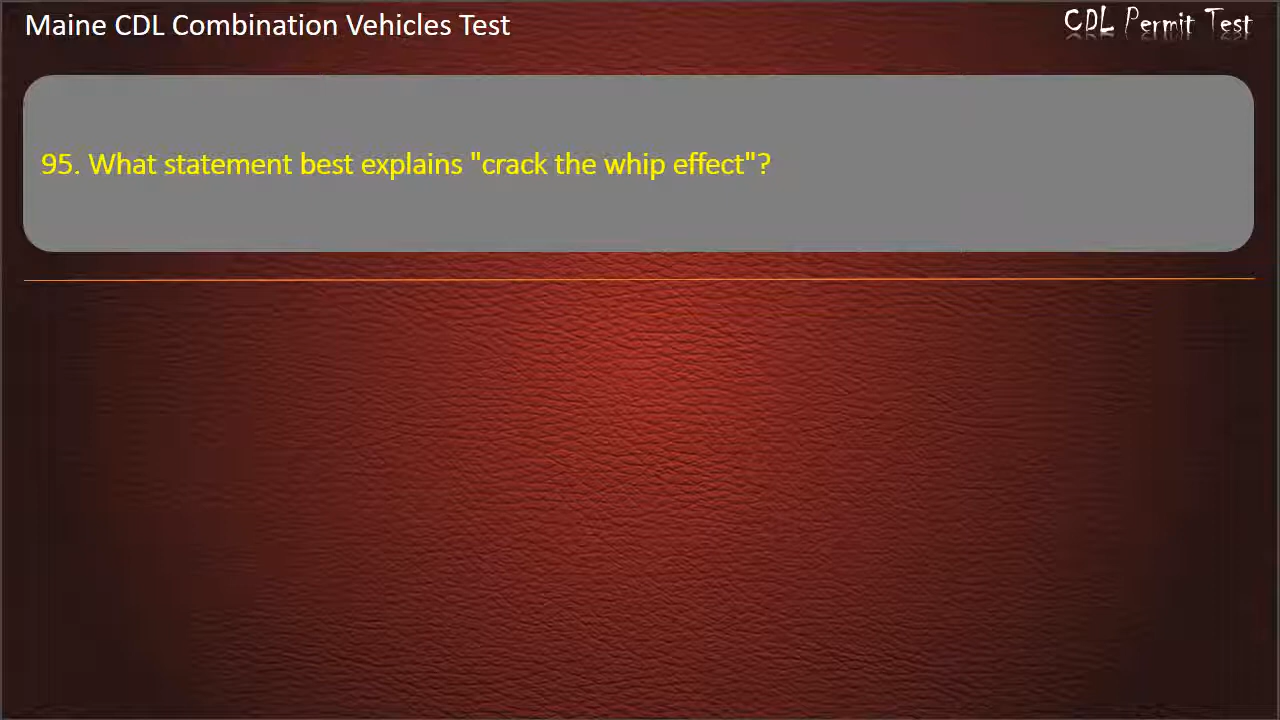 Maine CDL Combination Vehicles Test
CDL Permit Test
95. What statement best explains "crack the whip effect"?